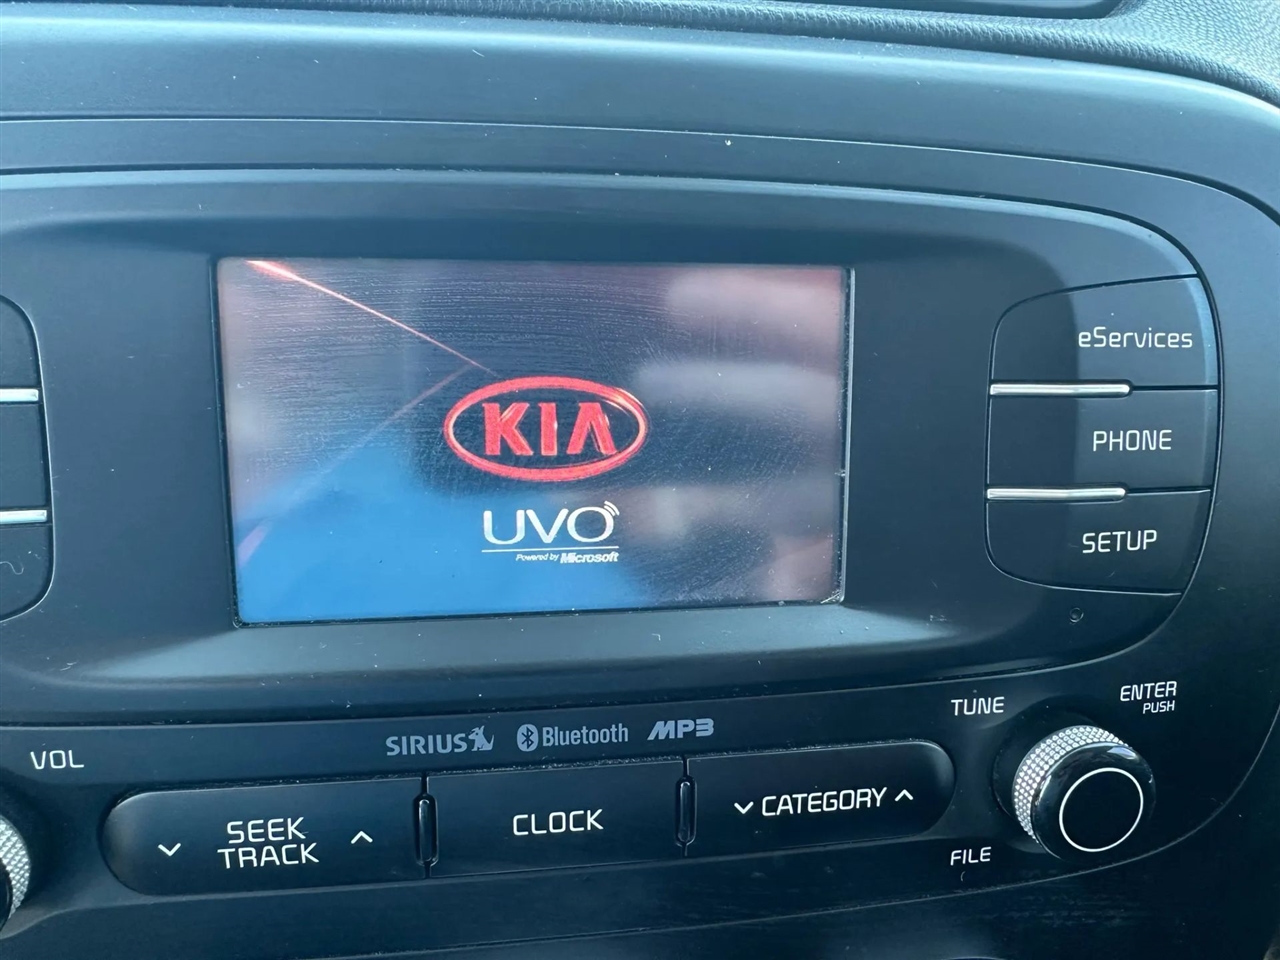 KIA
UVO
Powered by Microsoft
eServices
PHONE
SETUP
VOL
SIRIUS
Bluetooth
MP3
TUNE
ENTER
PUSH
SEEK
TRACK
CLOCK
CATEGORY
FILE